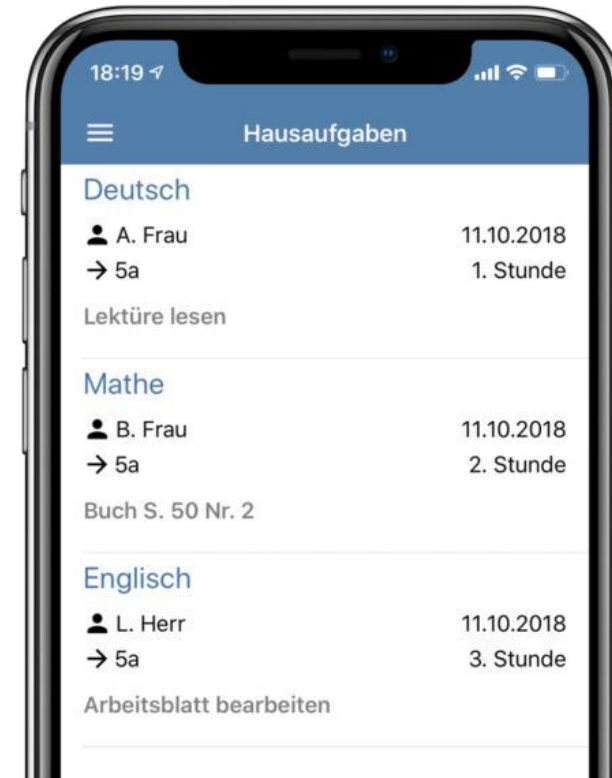 18:19
Hausaufgaben
Deutsch
A. Frau 11.10.2018
→ 5a 1. Stunde
Lektüre lesen
Mathe
B. Frau 11.10.2018
→ 5a 2. Stunde
Buch S. 50 Nr. 2
Englisch
L. Herr 11.10.2018
→ 5a 3. Stunde
Arbeitsblatt bearbeiten